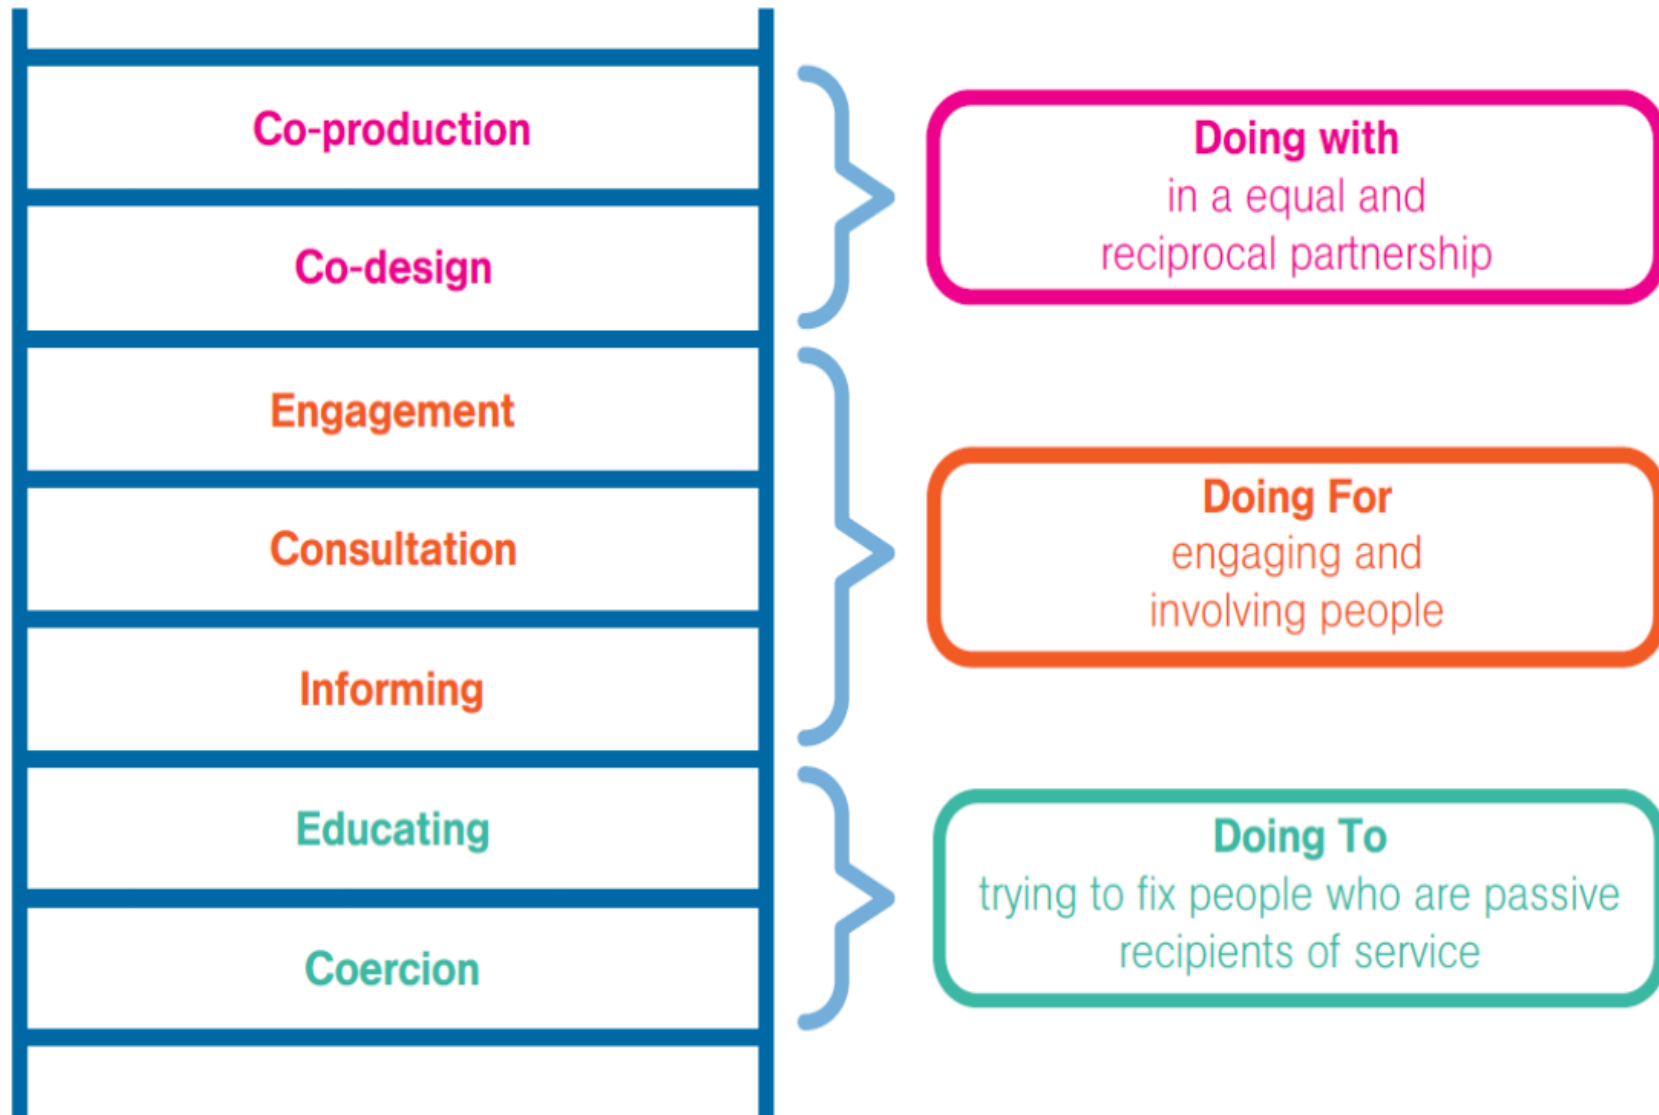 Co-production
Co-design
Doing with
in a equal and
reciprocal partnership
Engagement
Consultation
Informing
Doing For
engaging and
involving people
Educating
Coercion
Doing To
trying to fix people who are passive
recipients of service